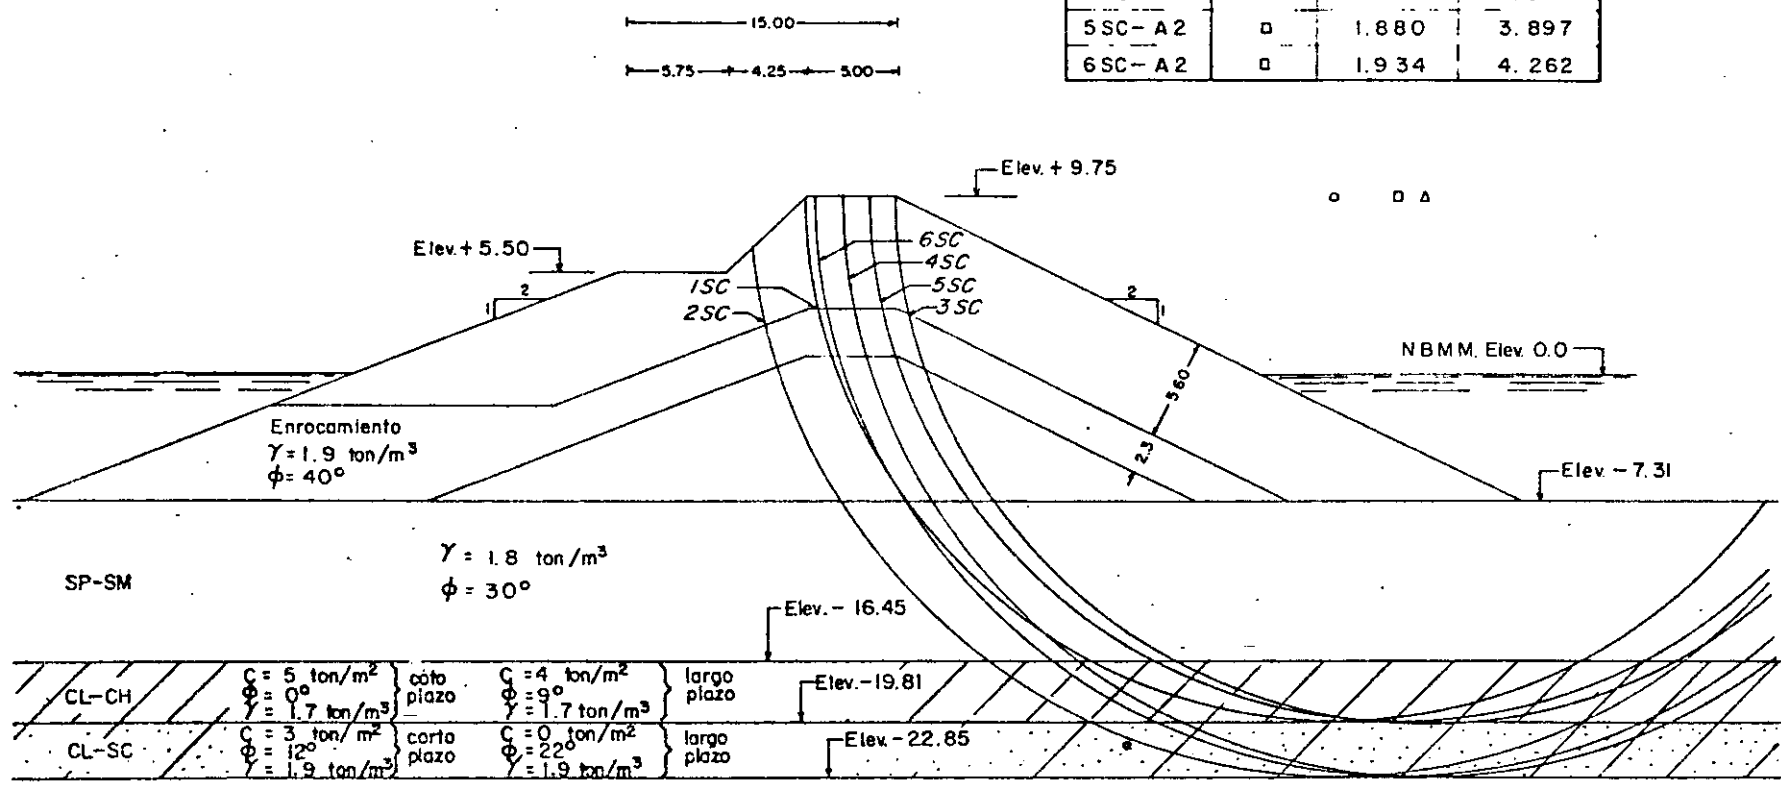 15.00
5.75 4.25 5.00
5SC-A2 □ 1.880 3.897
6SC-A2 □ 1.934 4.262
Elev. + 9.75
Elev. + 5.50
6SC
4SC
1SC
5SC
2SC
3SC
2
1
2
1
NBMM. Elev. 0.0
5.60
2.3
Enrocamiento
γ = 1.9 ton/m³
ϕ = 40°
Elev. - 7.31
γ = 1.8 ton/m³
ϕ = 30°
SP-SM
Elev. - 16.45
CL-CH
C = 5 ton/m²
Φ = 0°
γ = 1.7 ton/m³
coto
plazo
C = 4 ton/m²
Φ = 9°
γ = 1.7 ton/m³
largo
plazo
Elev. -19.81
CL-SC
C = 3 ton/m²
Φ = 12°
γ = 1.9 ton/m³
corto
plazo
C = 0 ton/m²
Φ = 22°
γ = 1.9 ton/m³
largo
plazo
Elev. -22.85